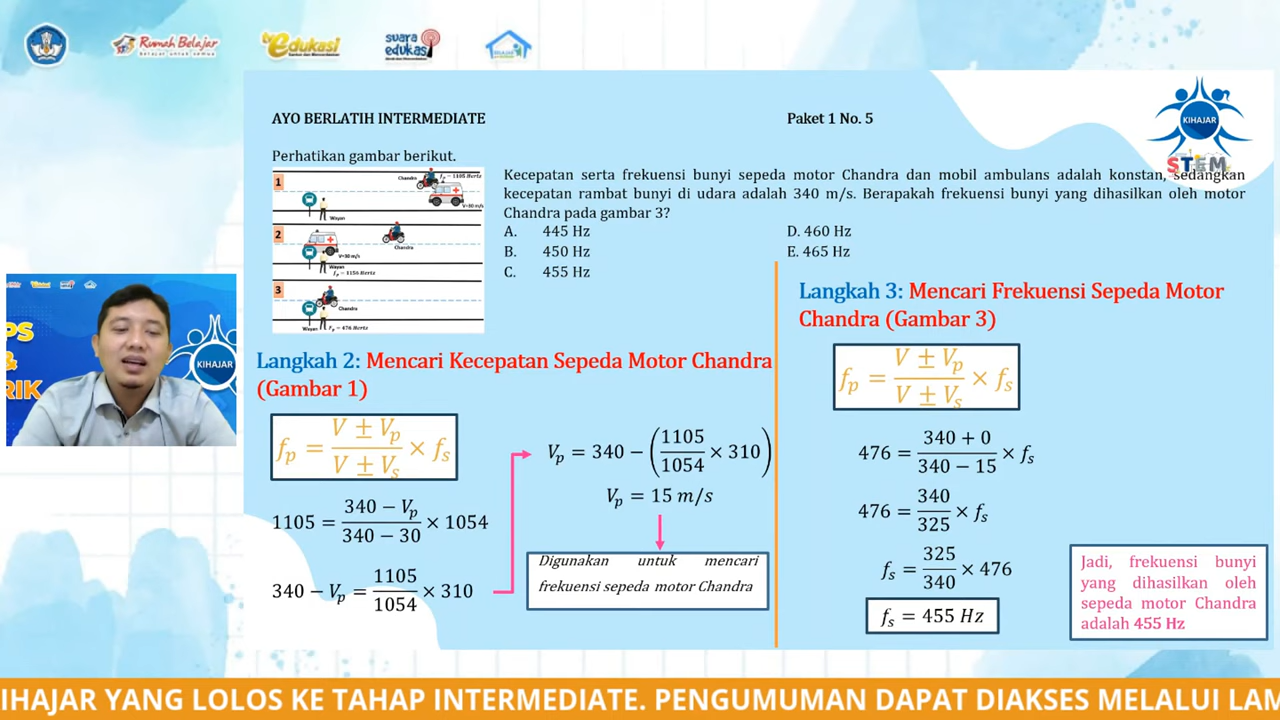 Rumah Belajar
Belajar untuk semua
tv edukasi
suara
edukasi
KIHAJAR
STEM
AYO BERLATIH INTERMEDIATE
Paket 1 No. 5
Perhatikan gambar berikut.
1
Chandra
f_p = 1105 Hertz
V=30 m/s
Wayan
2
Chandra
V=30 m/s
Wayan
f_p = 1156 Hertz
3
Chandra
Wayan
F_p = 476 Hertz
Kecepatan serta frekuensi bunyi sepeda motor Chandra dan mobil ambulans adalah konstan, sedangkan
kecepatan rambat bunyi di udara adalah 340 m/s. Berapakah frekuensi bunyi yang dihasilkan oleh motor
Chandra pada gambar 3?
A. 445 Hz
B. 450 Hz
C. 455 Hz
D. 460 Hz
E. 465 Hz
Langkah 2: Mencari Kecepatan Sepeda Motor Chandra
(Gambar 1)
f_p = (V ± V_p)/(V ± V_s) × f_s
1105 = (340 − V_p)/(340 − 30) × 1054
340 − V_p = 1105/1054 × 310
V_p = 340 − (1105/1054 × 310)
V_p = 15 m/s
Digunakan untuk mencari
frekuensi sepeda motor Chandra
Langkah 3: Mencari Frekuensi Sepeda Motor
Chandra (Gambar 3)
f_p = (V ± V_p)/(V ± V_s) × f_s
476 = (340 + 0)/(340 − 15) × f_s
476 = 340/325 × f_s
f_s = 325/340 × 476
f_s = 455 Hz
Jadi, frekuensi bunyi
yang dihasilkan oleh
sepeda motor Chandra
adalah 455 Hz
PS
&
RIK
KIHAJAR
IHAJAR YANG LOLOS KE TAHAP INTERMEDIATE. PENGUMUMAN DAPAT DIAKSES MELALUI LAM